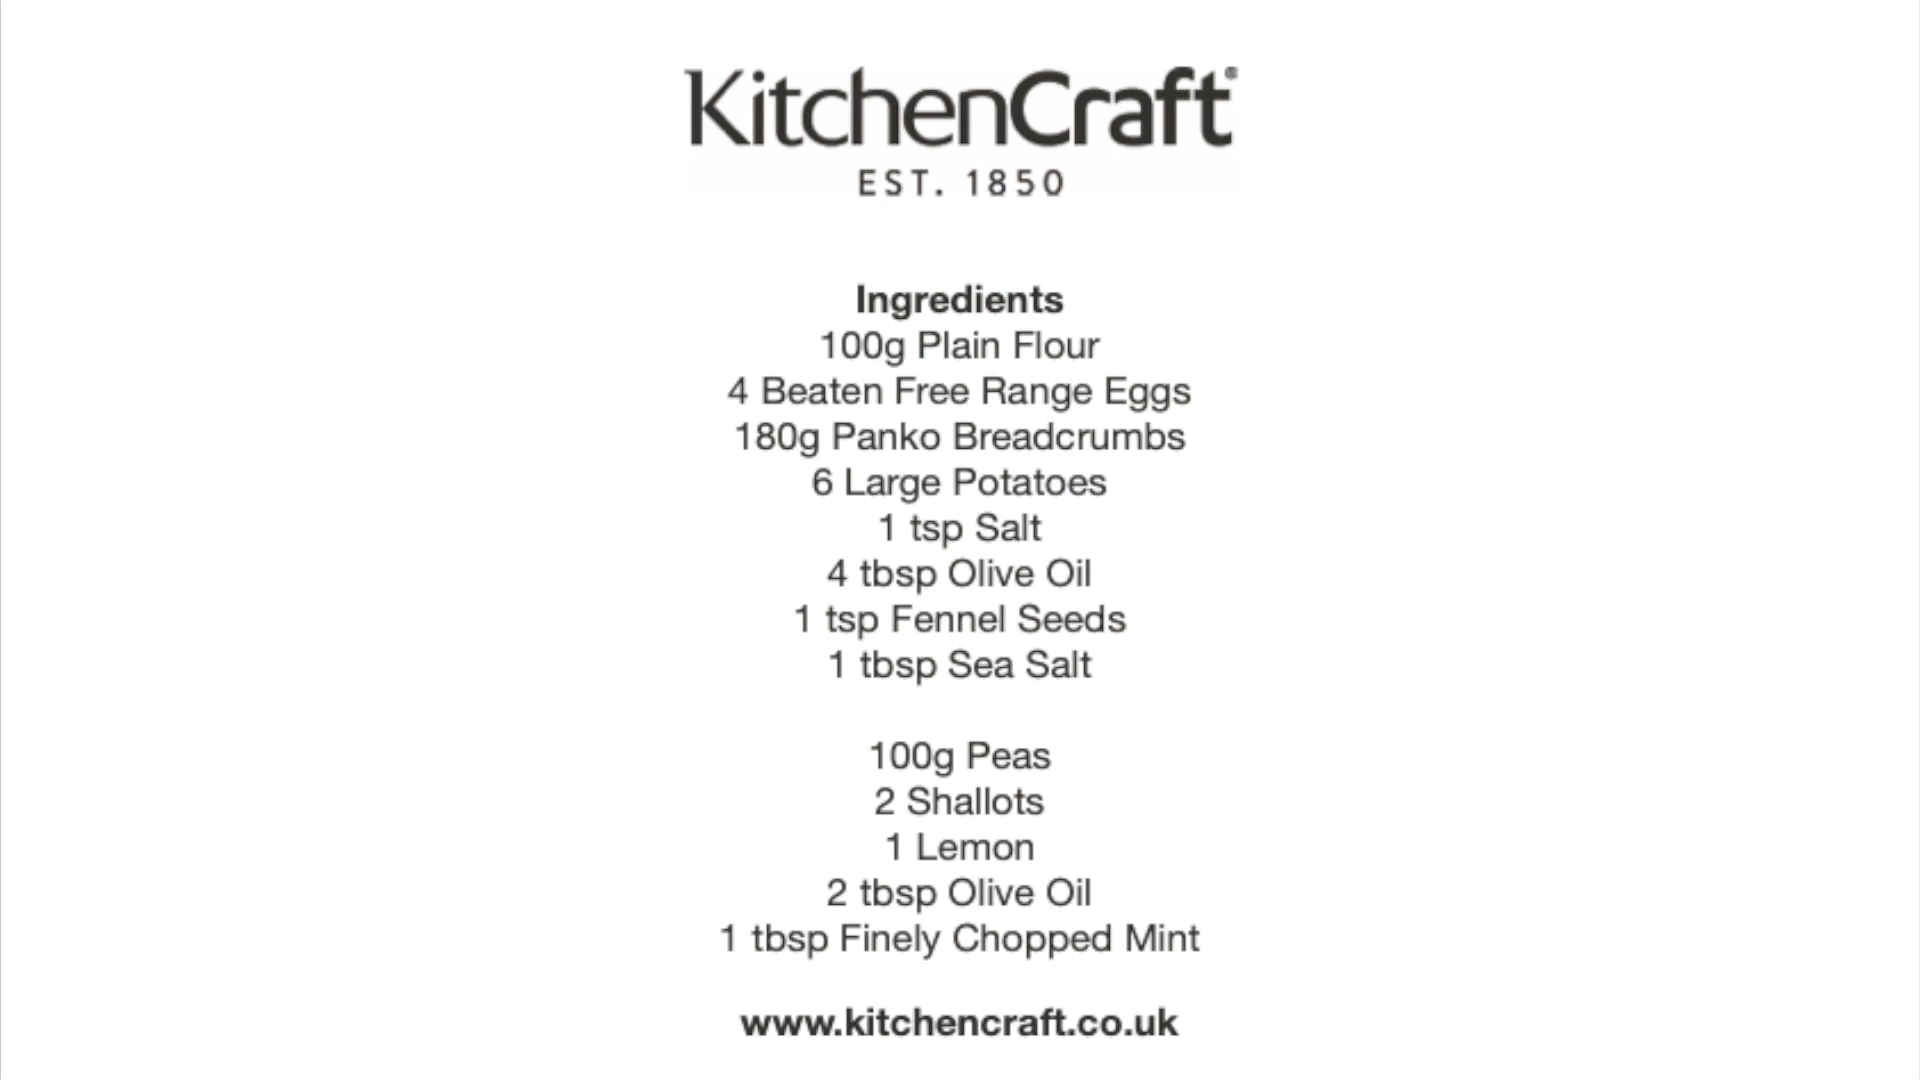 KitchenCraft®
EST. 1850
Ingredients
100g Plain Flour
4 Beaten Free Range Eggs
180g Panko Breadcrumbs
6 Large Potatoes
1 tsp Salt
4 tbsp Olive Oil
1 tsp Fennel Seeds
1 tbsp Sea Salt
100g Peas
2 Shallots
1 Lemon
2 tbsp Olive Oil
1 tbsp Finely Chopped Mint
www.kitchencraft.co.uk